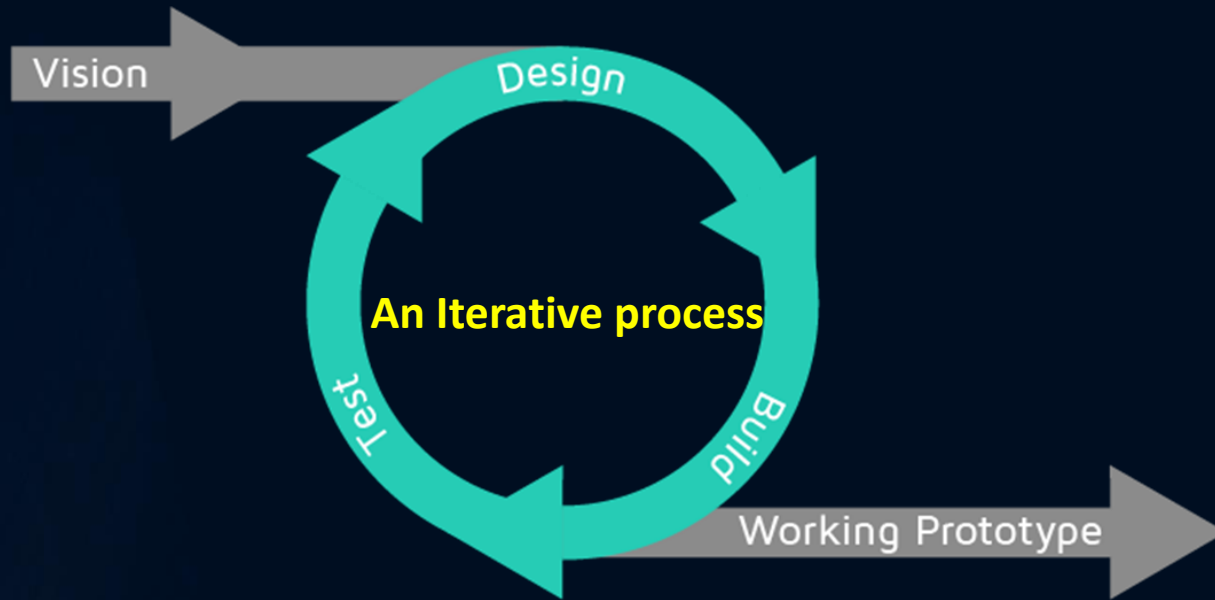 Vision
Design
An Iterative process
Test
Build
Working Prototype